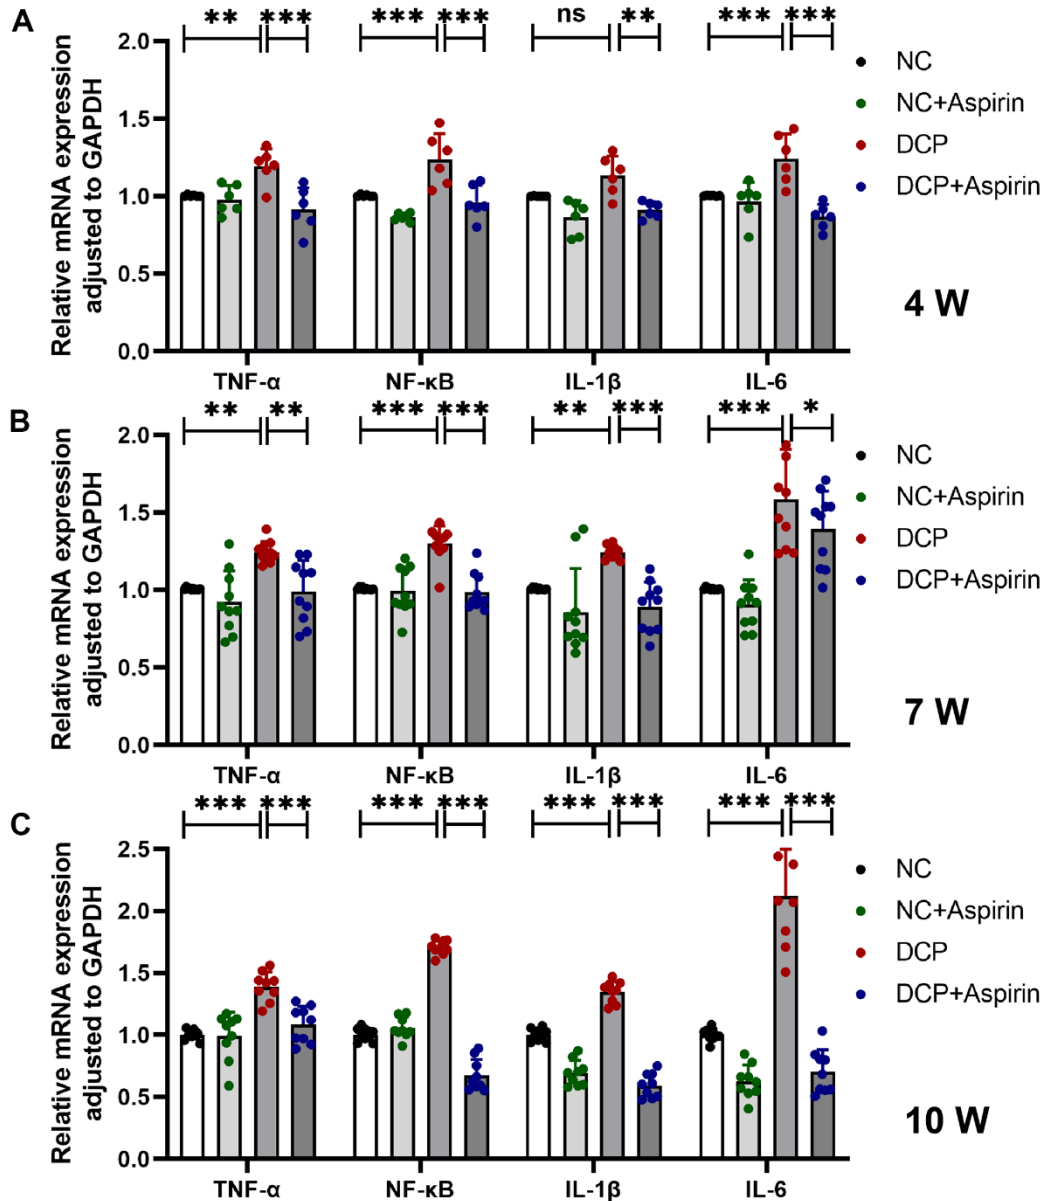 A
** *** *** *** ns ** *** ***
2.0
1.5
1.0
0.5
0.0
Relative mRNA expression
adjusted to GAPDH
NC
NC+Aspirin
DCP
DCP+Aspirin
4 W
TNF-α NF-κB IL-1β IL-6
B
** ** *** *** ** *** *** *
2.0
1.5
1.0
0.5
0.0
Relative mRNA expression
adjusted to GAPDH
NC
NC+Aspirin
DCP
DCP+Aspirin
7 W
TNF-α NF-κB IL-1β IL-6
C
*** *** *** *** *** *** *** ***
2.5
2.0
1.5
1.0
0.5
0.0
Relative mRNA expression
adjusted to GAPDH
NC
NC+Aspirin
DCP
DCP+Aspirin
10 W
TNF-α NF-κB IL-1β IL-6